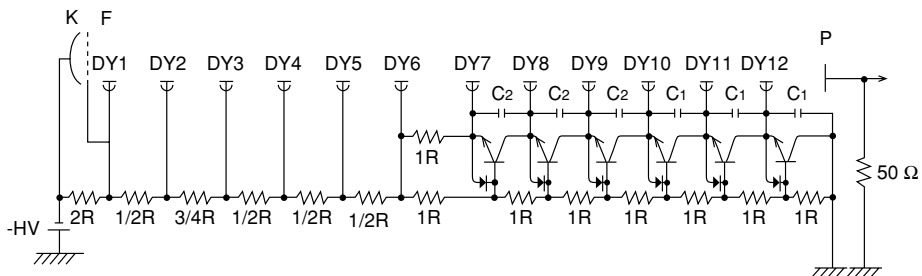 K F
DY1 DY2 DY3 DY4 DY5 DY6 DY7 DY8 DY9 DY10 DY11 DY12 P
C2 C2 C2 C1 C1 C1
1R
50 Ω
2R 1/2R 3/4R 1/2R 1/2R 1/2R 1R 1R 1R 1R 1R 1R 1R
-HV